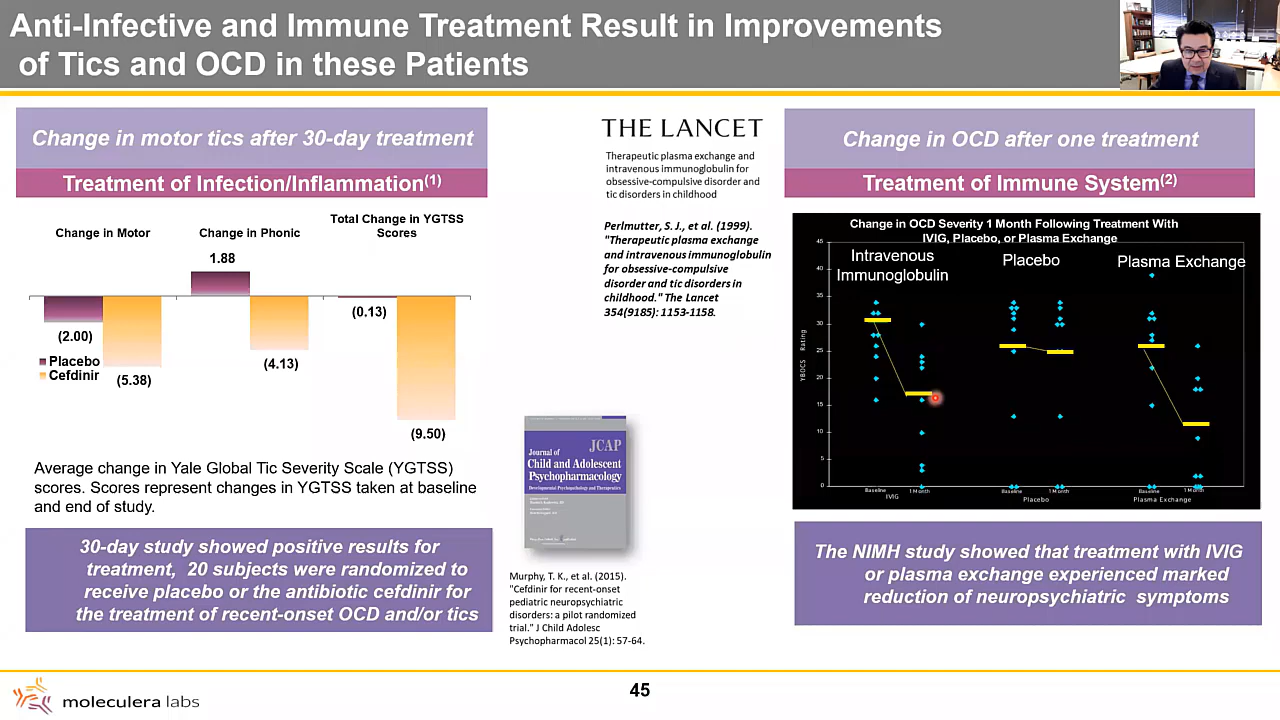 Anti-Infective and Immune Treatment Result in Improvements
of Tics and OCD in these Patients
Change in motor tics after 30-day treatment
Treatment of Infection/Inflammation(1)
Change in Motor
Change in Phonic
Total Change in YGTSS
Scores
1.88
(2.00)
(0.13)
Placebo
Cefdinir
(5.38)
(4.13)
(9.50)
Average change in Yale Global Tic Severity Scale (YGTSS)
scores. Scores represent changes in YGTSS taken at baseline
and end of study.
30-day study showed positive results for
treatment, 20 subjects were randomized to
receive placebo or the antibiotic cefdinir for
the treatment of recent-onset OCD and/or tics
THE LANCET
Therapeutic plasma exchange and
intravenous immunoglobulin for
obsessive-compulsive disorder and
tic disorders in childhood
Perlmutter, S. J., et al. (1999).
"Therapeutic plasma exchange
and intravenous immunoglobulin
for obsessive-compulsive
disorder and tic disorders in
childhood." The Lancet
354(9185): 1153-1158.
JCAP
Journal of
Child and Adolescent
Psychopharmacology
Developmental Psychopathology and Therapeutics
Murphy, T. K., et al. (2015).
"Cefdinir for recent-onset
pediatric neuropsychiatric
disorders: a pilot randomized
trial." J Child Adolesc
Psychopharmacol 25(1): 57-64.
Change in OCD after one treatment
Treatment of Immune System(2)
Change in OCD Severity 1 Month Following Treatment With
IVIG, Placebo, or Plasma Exchange
Intravenous
Immunoglobulin
Placebo
Plasma Exchange
YBOCS Rating
45
40
35
30
25
20
15
10
5
0
Baseline 1 Month
IVIG
Baseline 1 Month
Placebo
Baseline 1 Month
Plasma Exchange
The NIMH study showed that treatment with IVIG
or plasma exchange experienced marked
reduction of neuropsychiatric symptoms
moleculera labs
45